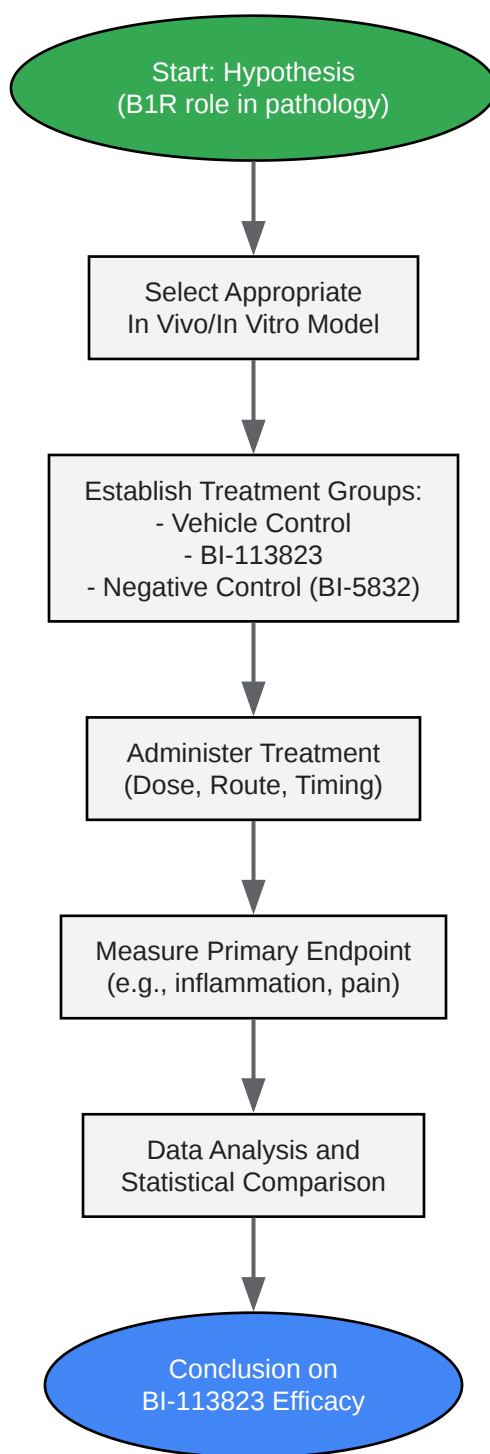 Start: Hypothesis
(B1R role in pathology)
Select Appropriate
In Vivo/In Vitro Model
Establish Treatment Groups:
- Vehicle Control
- BI-113823
- Negative Control (BI-5832)
Administer Treatment
(Dose, Route, Timing)
Measure Primary Endpoint
(e.g., inflammation, pain)
Data Analysis and
Statistical Comparison
Conclusion on
BI-113823 Efficacy